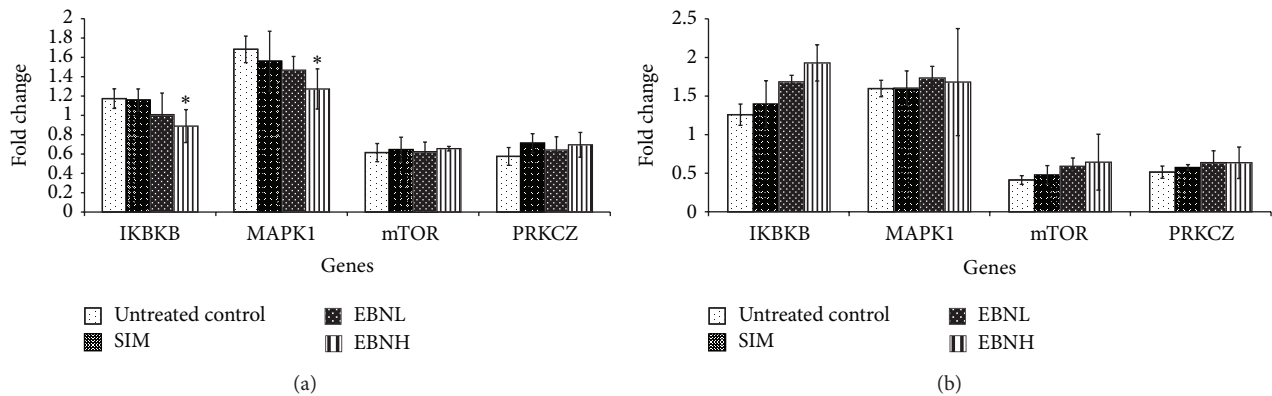 2
1.8
1.6
1.4
1.2
1
0.8
0.6
0.4
0.2
0
Fold change
*
*
IKBKB MAPK1 mTOR PRKCZ
Genes
Untreated control EBNL
SIM EBNH
(a)
2.5
2
1.5
1
0.5
0
Fold change
IKBKB MAPK1 mTOR PRKCZ
Genes
Untreated control EBNL
SIM EBNH
(b)